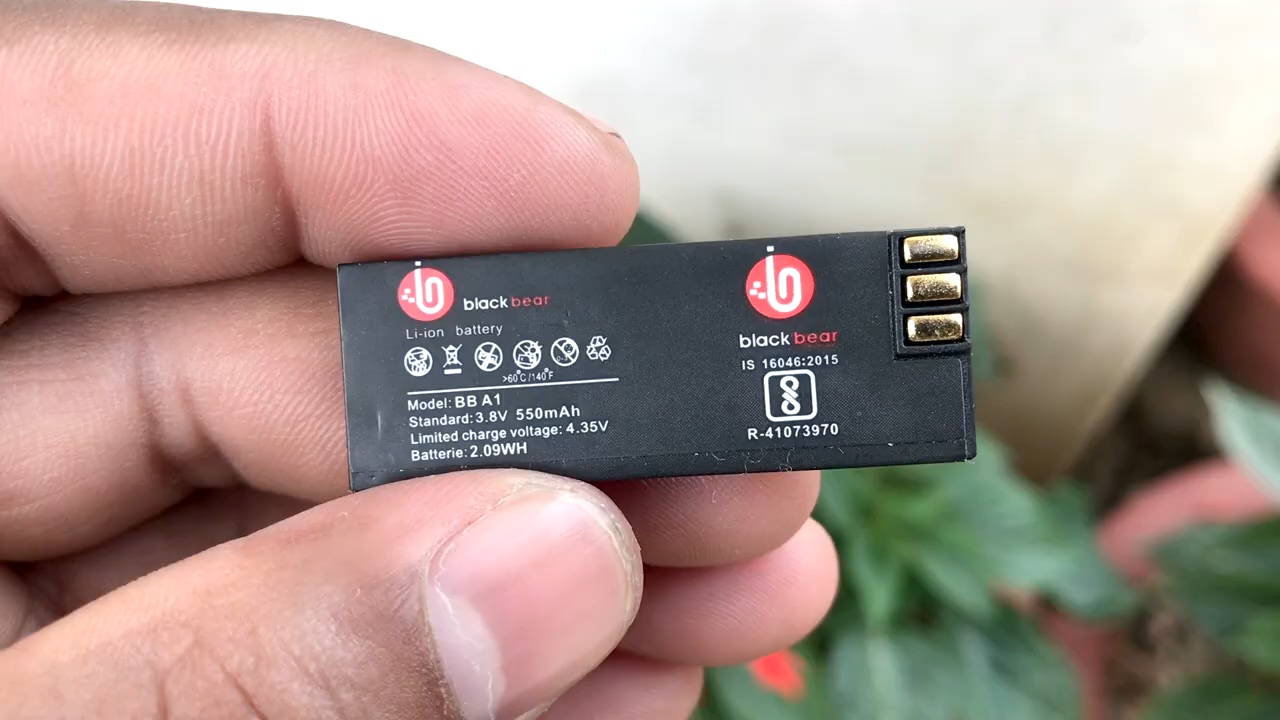 black bear
Li-ion battery
>60°C/140°F
Model: BB A1
Standard: 3.8V 550mAh
Limited charge voltage: 4.35V
Batterie: 2.09WH
black bear
IS 16046:2015
R-41073970